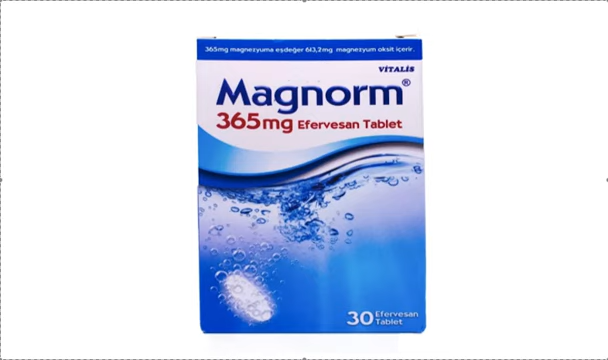 365mg magnezyuma eşdeğer 613,2mg magnezyum oksit içerir.
VİTALİS
Magnorm®
365mg Efervesan Tablet
30 Efervesan
Tablet